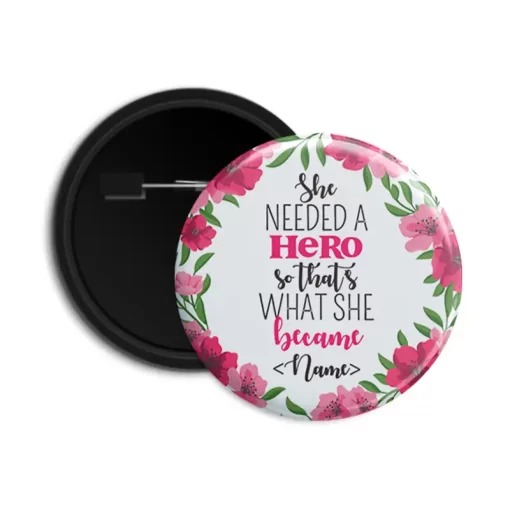 She
NEEDED A
HeRO
so that's
WHAT SHE
became
<Name>